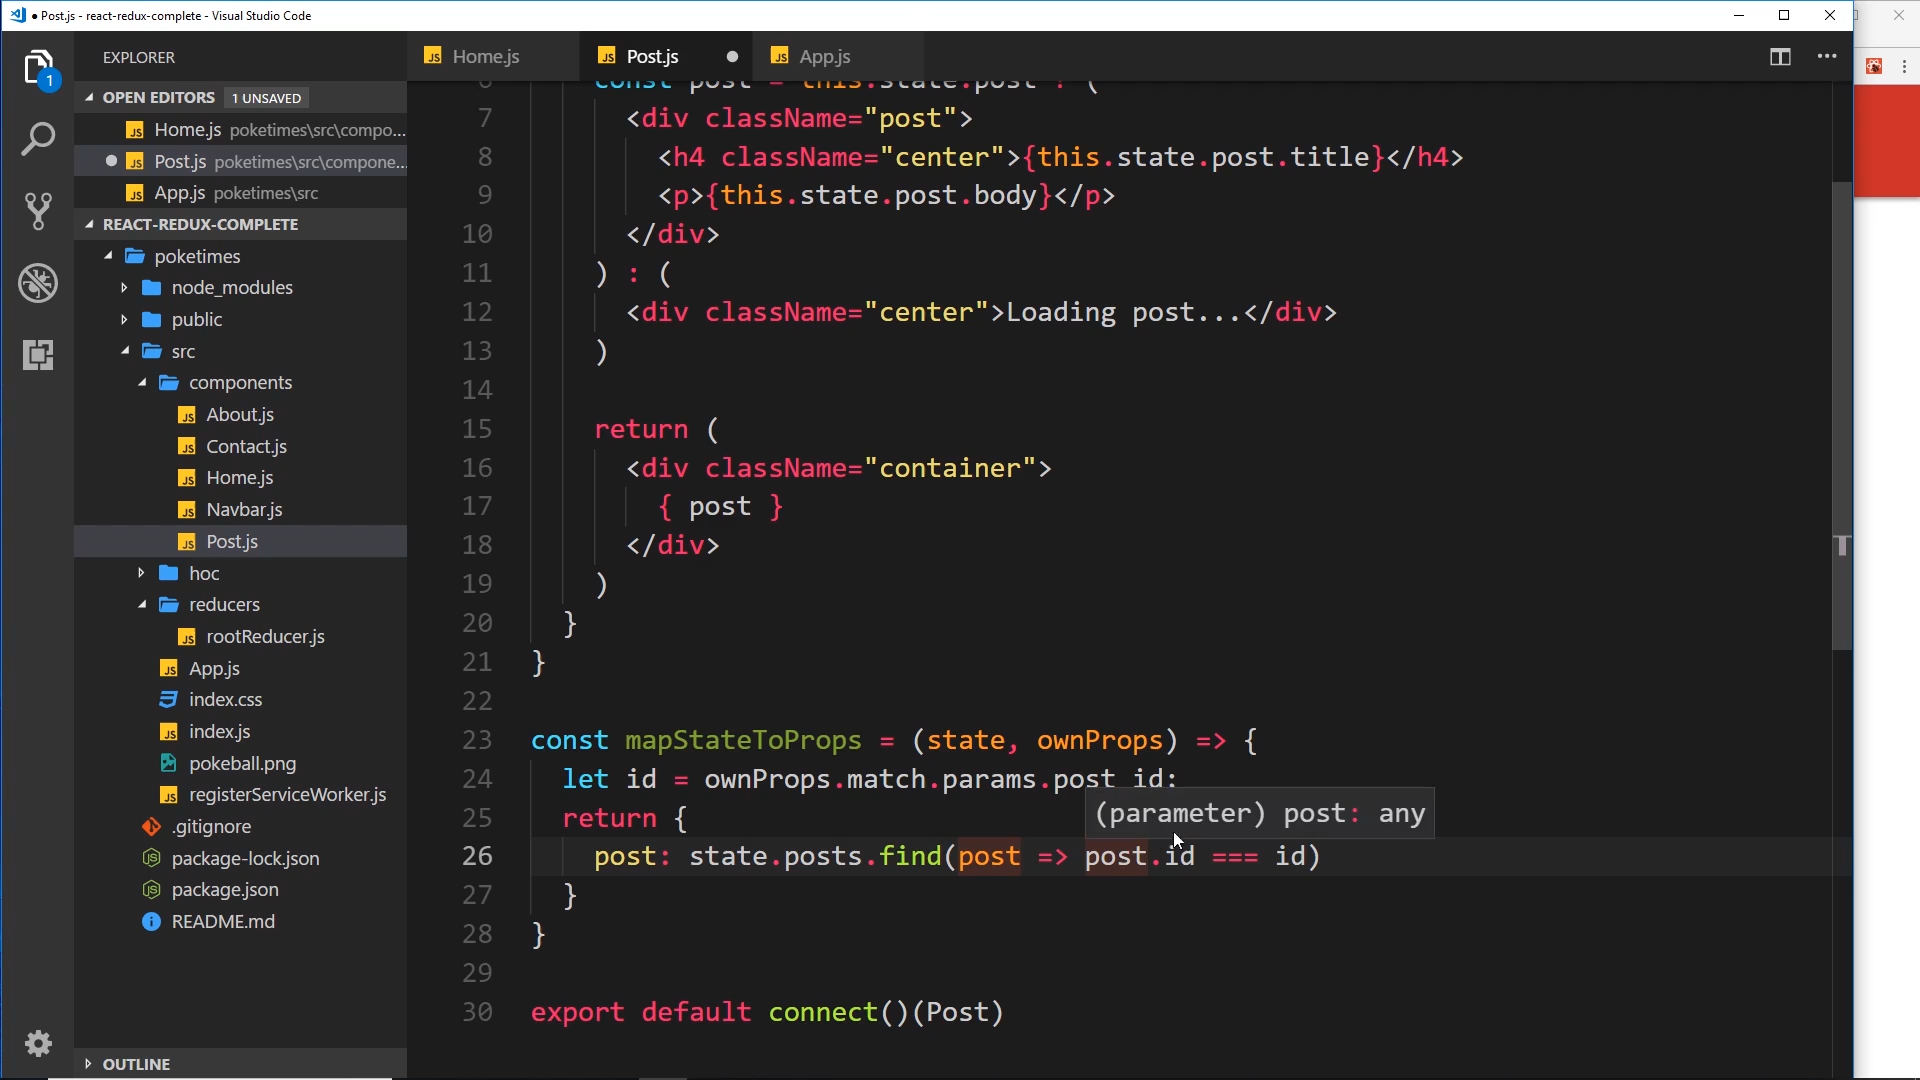 ● Post.js - react-redux-complete - Visual Studio Code
EXPLORER
Home.js
Post.js
App.js
1
OPEN EDITORS 1 UNSAVED
Home.js poketimes\src\compo...
Post.js poketimes\src\compone...
App.js poketimes\src
REACT-REDUX-COMPLETE
poketimes
node_modules
public
src
components
About.js
Contact.js
Home.js
Navbar.js
Post.js
hoc
reducers
rootReducer.js
App.js
index.css
index.js
pokeball.png
registerServiceWorker.js
.gitignore
package-lock.json
package.json
README.md
OUTLINE
6 const post = this.state.post ? (
7 <div className="post">
8 <h4 className="center">{this.state.post.title}</h4>
9 <p>{this.state.post.body}</p>
10 </div>
11 ) : (
12 <div className="center">Loading post...</div>
13 )
14
15 return (
16 <div className="container">
17 { post }
18 </div>
19 )
20 }
21 }
22
23 const mapStateToProps = (state, ownProps) => {
24 let id = ownProps.match.params.post_id;
25 return {
(parameter) post: any
26 post: state.posts.find(post => post.id === id)
27 }
28 }
29
30 export default connect()(Post)